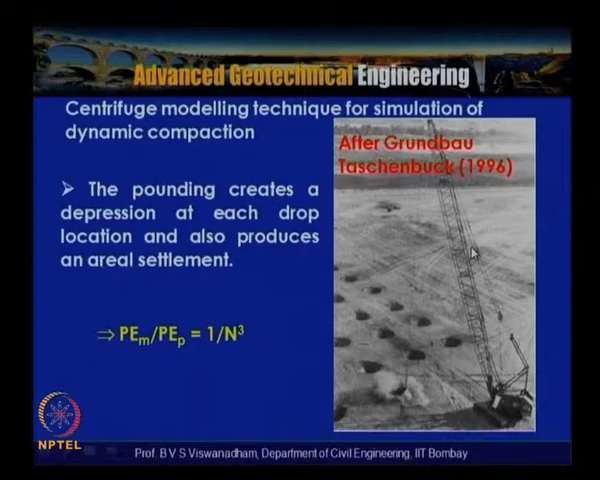 Advanced Geotechnical Engineering
Centrifuge modelling technique for simulation of
dynamic compaction
After Grundbau
Taschenbuck (1996)
➢ The pounding creates a
depression at each drop
location and also produces
an areal settlement.
⇒ PEm/PEp = 1/N³
NPTEL
Prof. B V S Viswanadham, Department of Civil Engineering, IIT Bombay